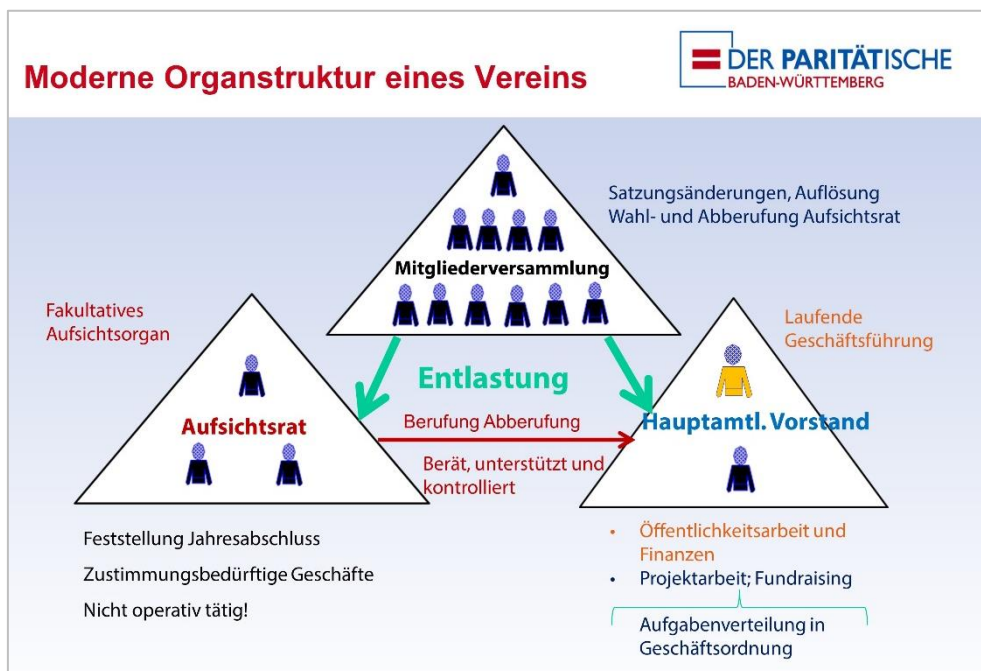 Moderne Organstruktur eines Vereins
DER PARITÄTISCHE
BADEN-WÜRTTEMBERG
Satzungsänderungen, Auflösung
Wahl- und Abberufung Aufsichtsrat
Mitgliederversammlung
Fakultatives
Aufsichtsorgan
Laufende
Geschäftsführung
Entlastung
Aufsichtsrat
Berufung Abberufung
Hauptamtl. Vorstand
Berät, unterstützt und
kontrolliert
Feststellung Jahresabschluss
Zustimmungsbedürftige Geschäfte
Nicht operativ tätig!
• Öffentlichkeitsarbeit und
Finanzen
• Projektarbeit; Fundraising
Aufgabenverteilung in
Geschäftsordnung